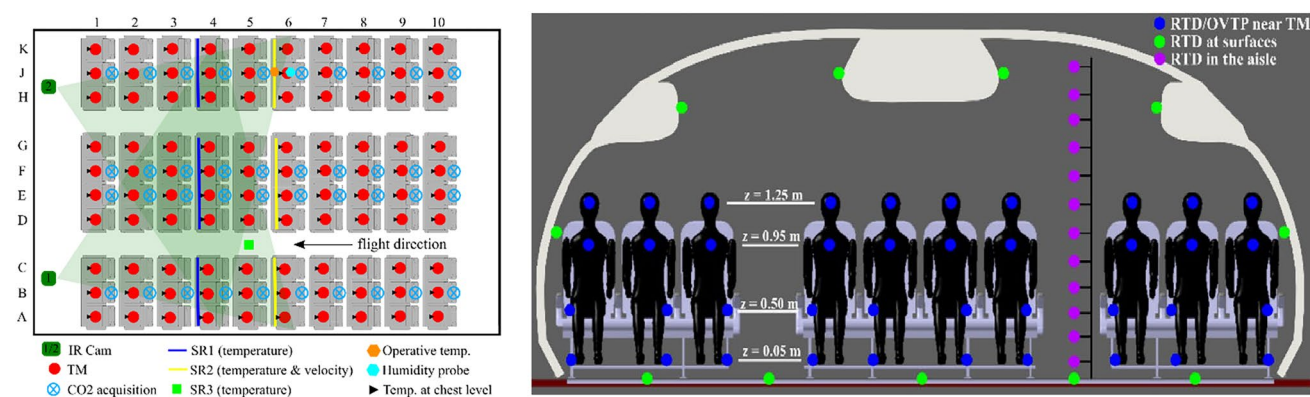 1 2 3 4 5 6 7 8 9 10
K
J
H
G
F
E
D
C
B
A
2
1
flight direction
1/2 IR Cam
SR1 (temperature)
Operative temp.
TM
SR2 (temperature & velocity)
Humidity probe
CO2 acquisition
SR3 (temperature)
Temp. at chest level
RTD/OVTP near TM
RTD at surfaces
RTD in the aisle
z = 1.25 m
z = 0.95 m
z = 0.50 m
z = 0.05 m